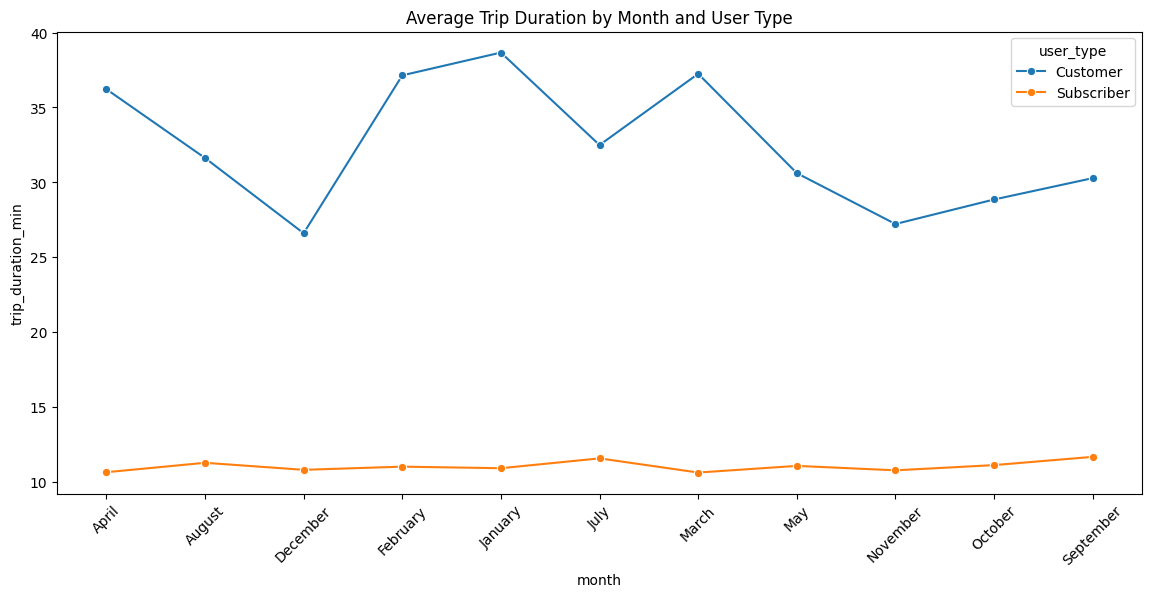 Average Trip Duration by Month and User Type
user_type
Customer
Subscriber
trip_duration_min
40
35
30
25
20
15
10
April
August
December
February
January
July
March
May
November
October
September
month